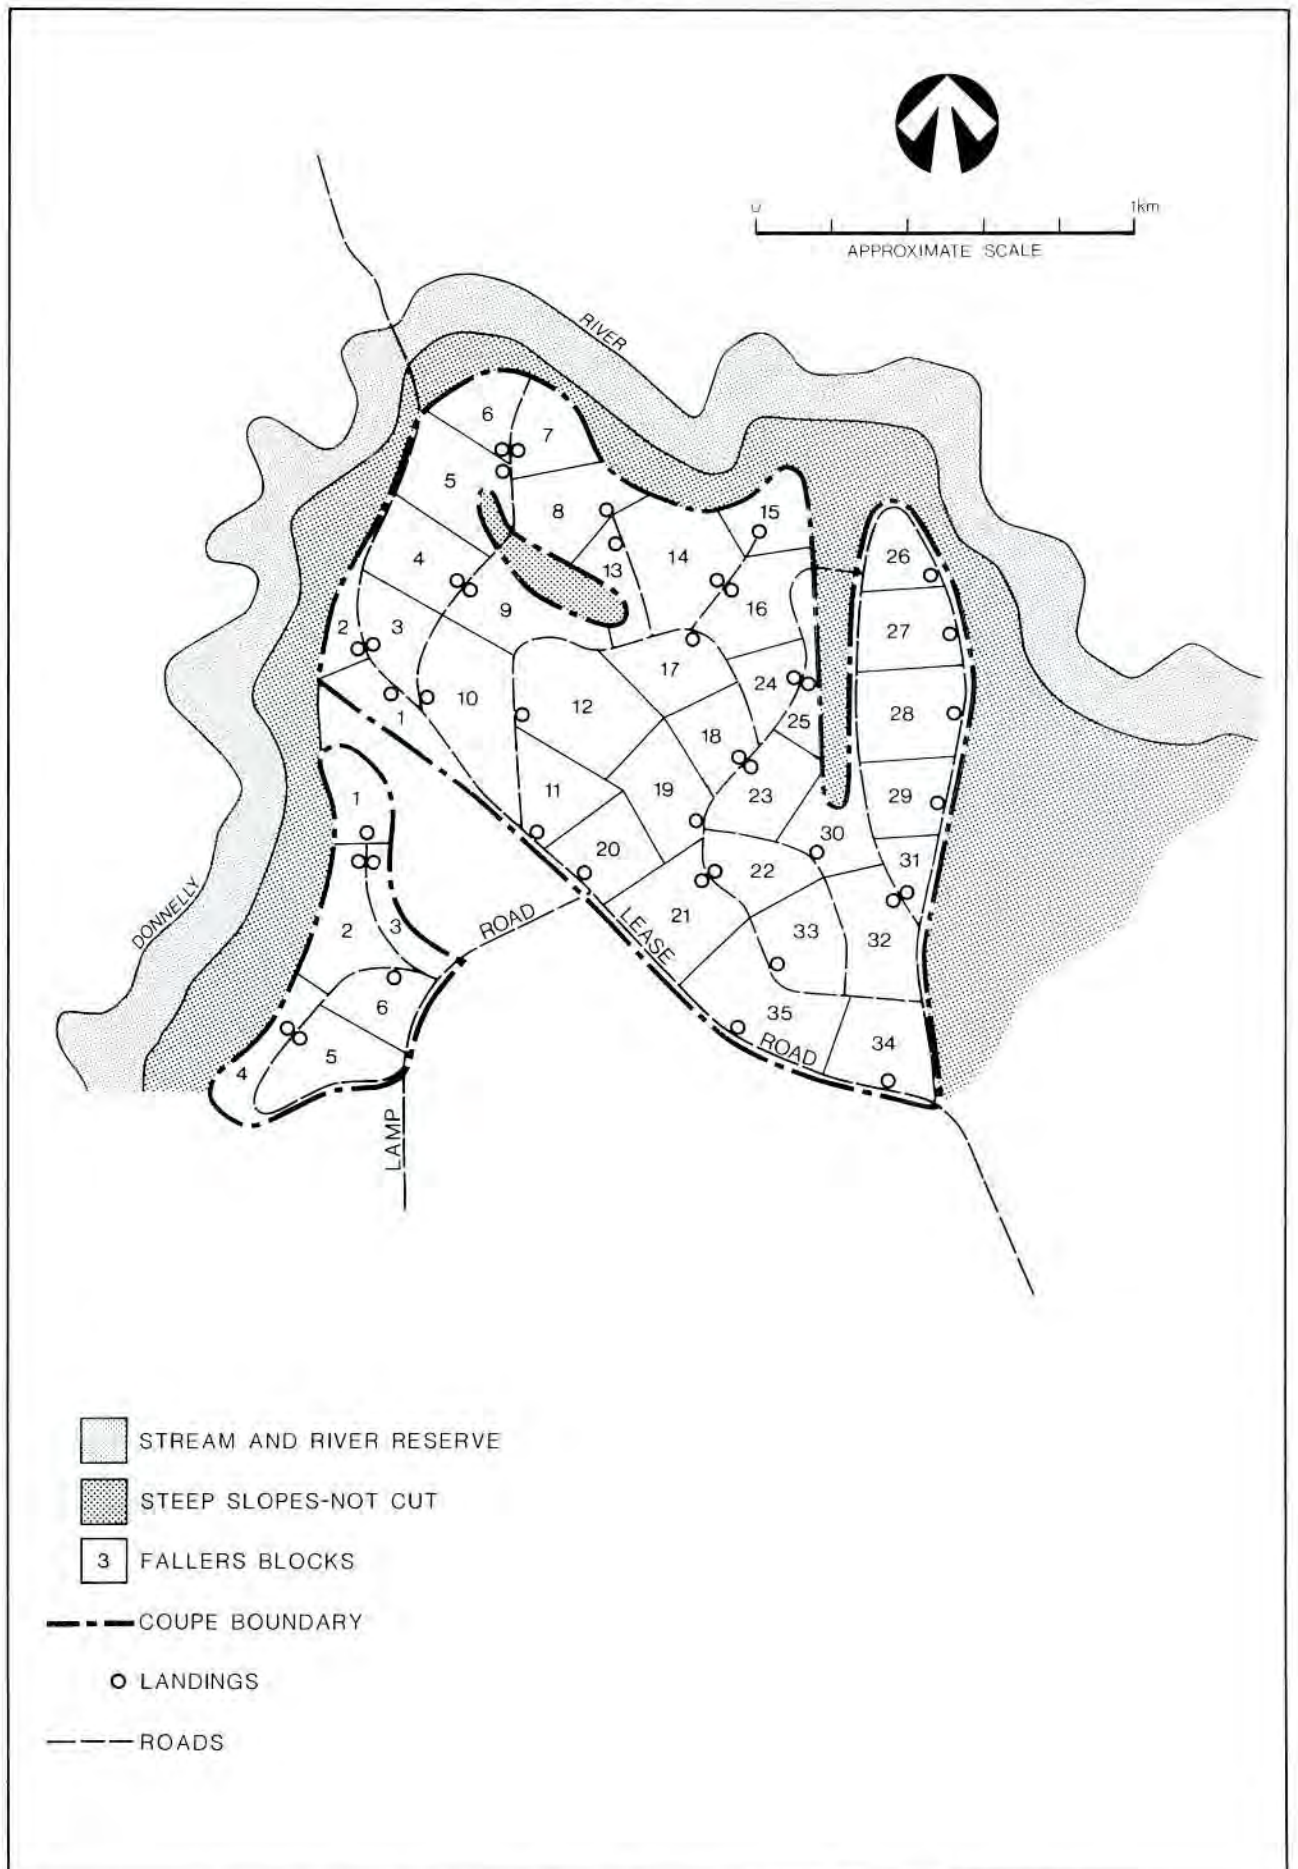 U 1km
APPROXIMATE SCALE
RIVER
6
7
5
15
8
14
4
13
26
9
16
2
3
27
17
10
24
12
1
28
25
18
1
11
19
23
29
30
20
31
22
DONNELLY
ROAD
LEASE
21
3
2
33
32
6
35
34
ROAD
5
4
LAMP
STREAM AND RIVER RESERVE
STEEP SLOPES-NOT CUT
3 FALLERS BLOCKS
COUPE BOUNDARY
LANDINGS
ROADS